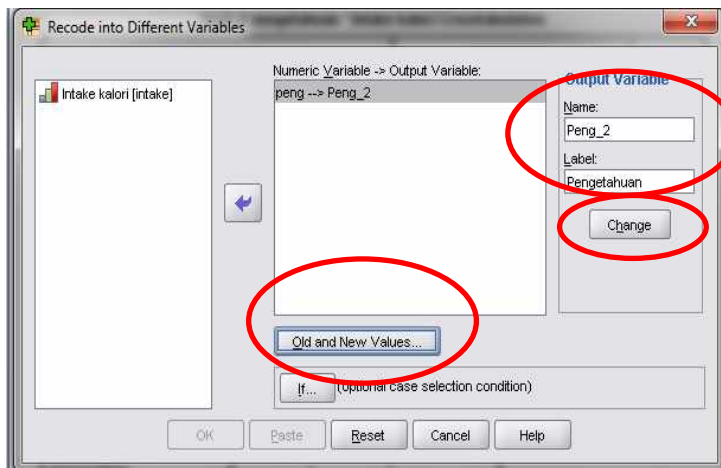 Recode into Different Variables
Intake kalori [intake]
Numeric Variable -> Output Variable:
peng --> Peng_2
Output Variable
Name:
Peng_2
Label:
Pengetahuan
Change
Old and New Values...
If... (optional case selection condition)
OK Paste Reset Cancel Help